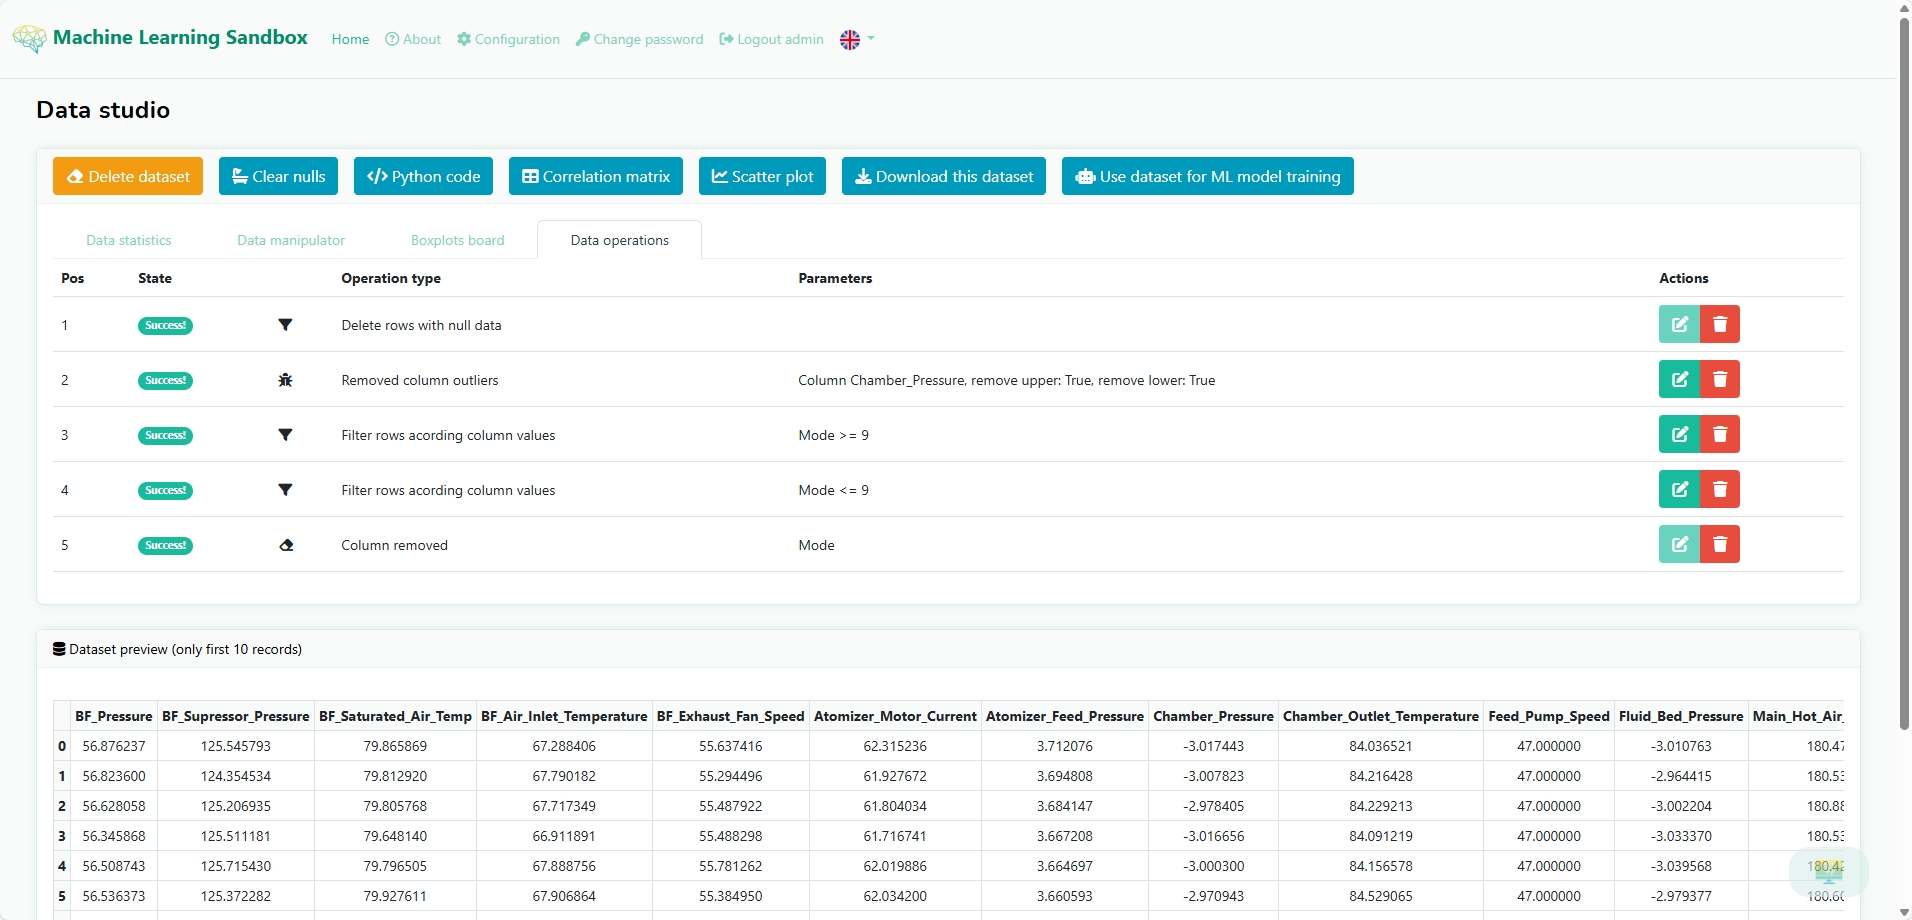 Machine Learning Sandbox Home About Configuration Change password Logout admin
Data studio
Delete dataset Clear nulls Python code Correlation matrix Scatter plot Download this dataset Use dataset for ML model training
Data statistics Data manipulator Boxplots board Data operations
Pos State Operation type Parameters Actions
1 Success! Delete rows with null data
2 Success! Removed column outliers Column Chamber_Pressure, remove upper: True, remove lower: True
3 Success! Filter rows acording column values Mode >= 9
4 Success! Filter rows acording column values Mode <= 9
5 Success! Column removed Mode
Dataset preview (only first 10 records)
BF_Pressure BF_Supressor_Pressure BF_Saturated_Air_Temp BF_Air_Inlet_Temperature BF_Exhaust_Fan_Speed Atomizer_Motor_Current Atomizer_Feed_Pressure Chamber_Pressure Chamber_Outlet_Temperature Feed_Pump_Speed Fluid_Bed_Pressure Main_Hot_Air_
0 56.876237 125.545793 79.865869 67.288406 55.637416 62.315236 3.712076 -3.017443 84.036521 47.000000 -3.010763 180.47
1 56.823600 124.354534 79.812920 67.790182 55.294496 61.927672 3.694808 -3.007823 84.216428 47.000000 -2.964415 180.53
2 56.628058 125.206935 79.805768 67.717349 55.487922 61.804034 3.684147 -2.978405 84.229213 47.000000 -3.002204 180.88
3 56.345868 125.511181 79.648140 66.911891 55.488298 61.716741 3.667208 -3.016656 84.091219 47.000000 -3.033370 180.53
4 56.508743 125.715430 79.796505 67.888756 55.781262 62.019886 3.664697 -3.000300 84.156578 47.000000 -3.039568 180.42
5 56.536373 125.372282 79.927611 67.906864 55.384950 62.034200 3.660593 -2.970943 84.529065 47.000000 -2.979377 180.60